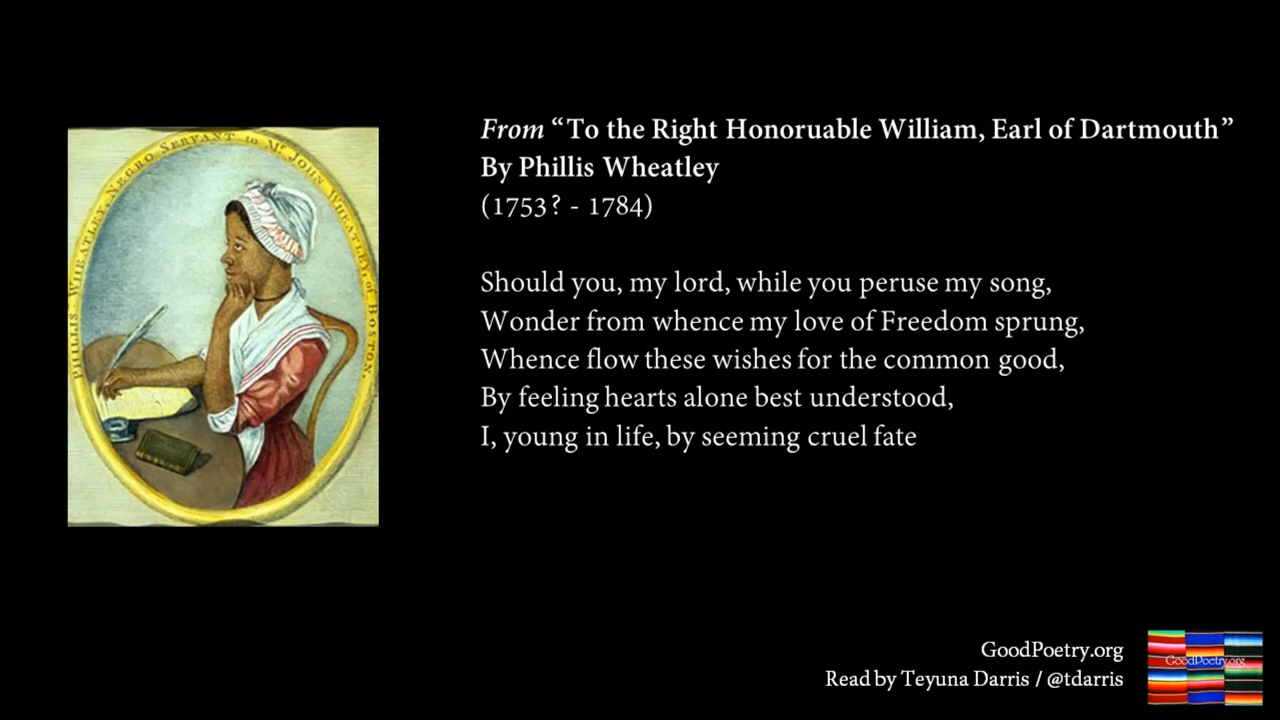 PHILLIS WHEATLEY, NEGRO SERVANT to Mr. JOHN WHEATLEY, of BOSTON.
From “To the Right Honoruable William, Earl of Dartmouth”
By Phillis Wheatley
(1753? - 1784)
Should you, my lord, while you peruse my song,
Wonder from whence my love of Freedom sprung,
Whence flow these wishes for the common good,
By feeling hearts alone best understood,
I, young in life, by seeming cruel fate
GoodPoetry.org
Read by Teyuna Darris / @tdarris
GoodPoetry.org